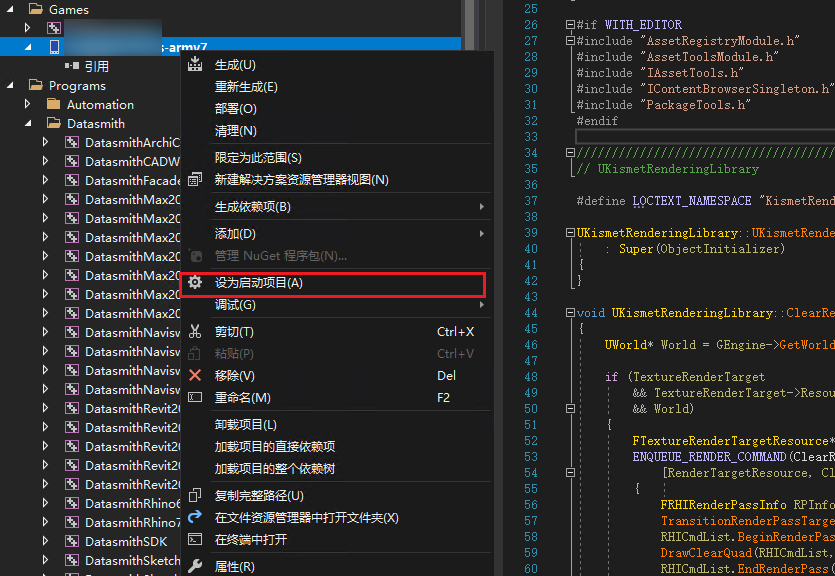 Games
s-army7
引用
Programs
Automation
Datasmith
DatasmithArchiC
DatasmithCADW
DatasmithFacade
DatasmithMax20
DatasmithMax20
DatasmithMax20
DatasmithMax20
DatasmithMax20
DatasmithMax20
DatasmithMax20
DatasmithNavisw
DatasmithNavisw
DatasmithNavisw
DatasmithNavisw
DatasmithRevit20
DatasmithRevit20
DatasmithRevit20
DatasmithRevit20
DatasmithRevit20
DatasmithRhino6
DatasmithRhino7
DatasmithSDK
DatasmithSketch
生成(U)
重新生成(E)
部署(O)
清理(N)
限定为此范围(S)
新建解决方案资源管理器视图(N)
生成依赖项(B)
添加(D)
管理 NuGet 程序包(N)...
设为启动项目(A)
调试(G)
剪切(T) Ctrl+X
粘贴(P) Ctrl+V
移除(V) Del
重命名(M) F2
卸载项目(L)
加载项目的直接依赖项
加载项目的整个依赖树
复制完整路径(U)
在文件资源管理器中打开文件夹(X)
在终端中打开
属性(R)
25
26 #if WITH_EDITOR
27 #include "AssetRegistryModule.h"
28 #include "AssetToolsModule.h"
29 #include "IAssetTools.h"
30 #include "IContentBrowserSingleton.h"
31 #include "PackageTools.h"
32 #endif
33
34 ////////////////////////////////////
35 // UKismetRenderingLibrary
36
37 #define LOCTEXT_NAMESPACE "KismetRend
38
39 UKismetRenderingLibrary::UKismetRende
40 : Super(ObjectInitializer)
41 {
42 }
43
44 void UKismetRenderingLibrary::ClearRe
45 {
46 UWorld* World = GEngine->GetWorld
47
48 if (TextureRenderTarget
49 && TextureRenderTarget->Resou
50 && World)
51 {
52 FTextureRenderTargetResource*
53 ENQUEUE_RENDER_COMMAND(ClearR
54 [RenderTargetResource, Cl
55 {
56 FRHIRenderPassInfo RPInfo
57 TransitionRenderPassTarge
58 RHICmdList.BeginRenderPas
59 DrawClearQuad(RHICmdList,
60 RHICmdList.EndRenderPass(